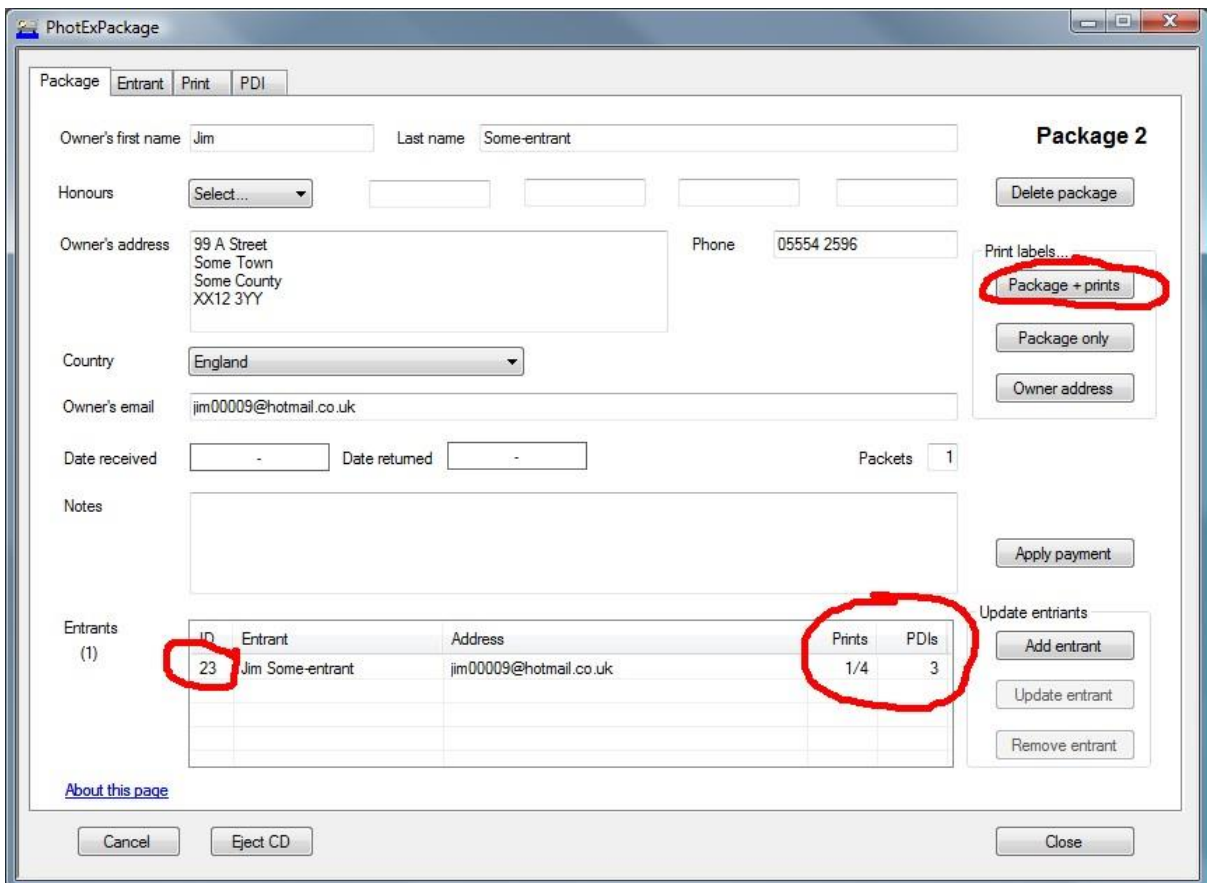 PhotExPackage
Package Entrant Print PDI
Owner's first name Jim Last name Some-entrant Package 2
Honours Select... Delete package
Owner's address 99 A Street Phone 05554 2596
Some Town
Some County
XX12 3YY
Print labels...
Package + prints
Package only
Owner address
Country England
Owner's email jim00009@hotmail.co.uk
Date received - Date returned - Packets 1
Notes
Apply payment
Entrants
(1)
ID Entrant Address Prints PDIs
23 Jim Some-entrant jim00009@hotmail.co.uk 1/4 3
Update entriants
Add entrant
Update entrant
Remove entrant
About this page
Cancel Eject CD Close